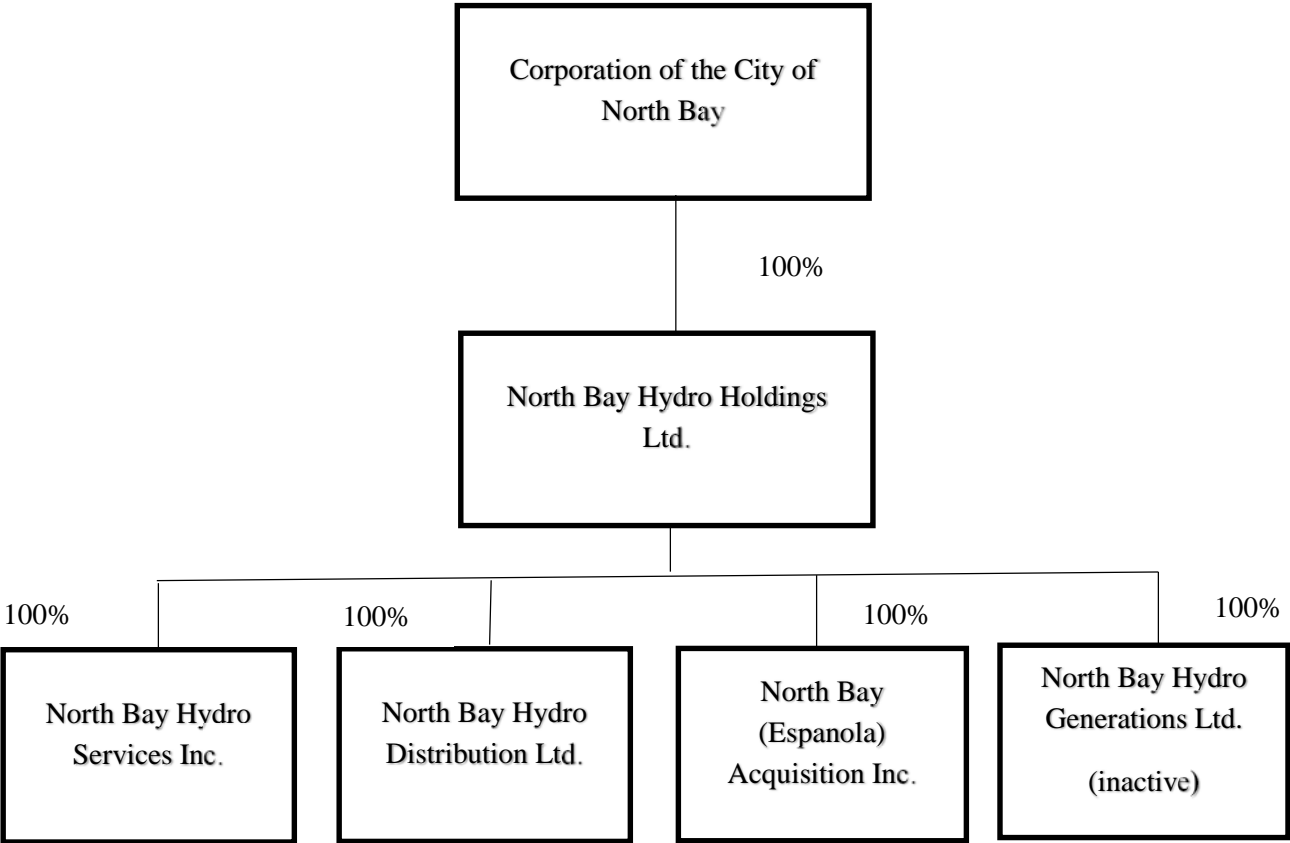 Corporation of the City of
North Bay
100%
North Bay Hydro Holdings
Ltd.
100%
100%
100%
100%
North Bay Hydro
Services Inc.
North Bay Hydro
Distribution Ltd.
North Bay
(Espanola)
Acquisition Inc.
North Bay Hydro
Generations Ltd.
(inactive)